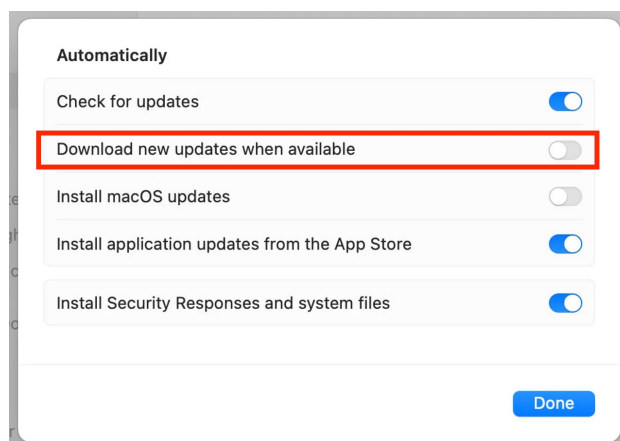 Automatically
Check for updates
Download new updates when available
Install macOS updates
Install application updates from the App Store
Install Security Responses and system files
Done